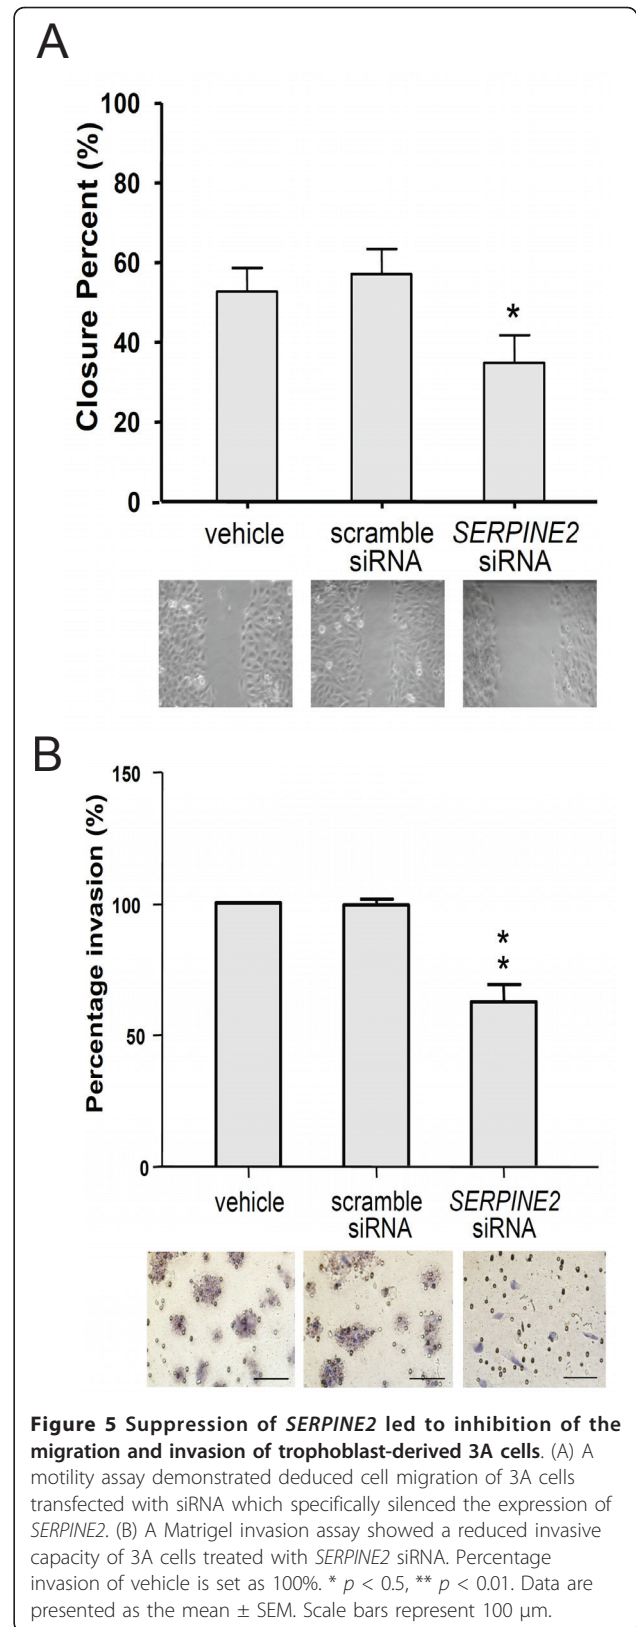 A
Closure Percent (%)
100
80
60
40
20
0
*
vehicle
scramble
siRNA
SERPINE2
siRNA
B
Percentage invasion (%)
150
100
50
0
*
*
vehicle
scramble
siRNA
SERPINE2
siRNA
Figure 5 Suppression of SERPINE2 led to inhibition of the
migration and invasion of trophoblast-derived 3A cells. (A) A
motility assay demonstrated deduced cell migration of 3A cells
transfected with siRNA which specifically silenced the expression of
SERPINE2. (B) A Matrigel invasion assay showed a reduced invasive
capacity of 3A cells treated with SERPINE2 siRNA. Percentage
invasion of vehicle is set as 100%. * p < 0.5, ** p < 0.01. Data are
presented as the mean ± SEM. Scale bars represent 100 μm.